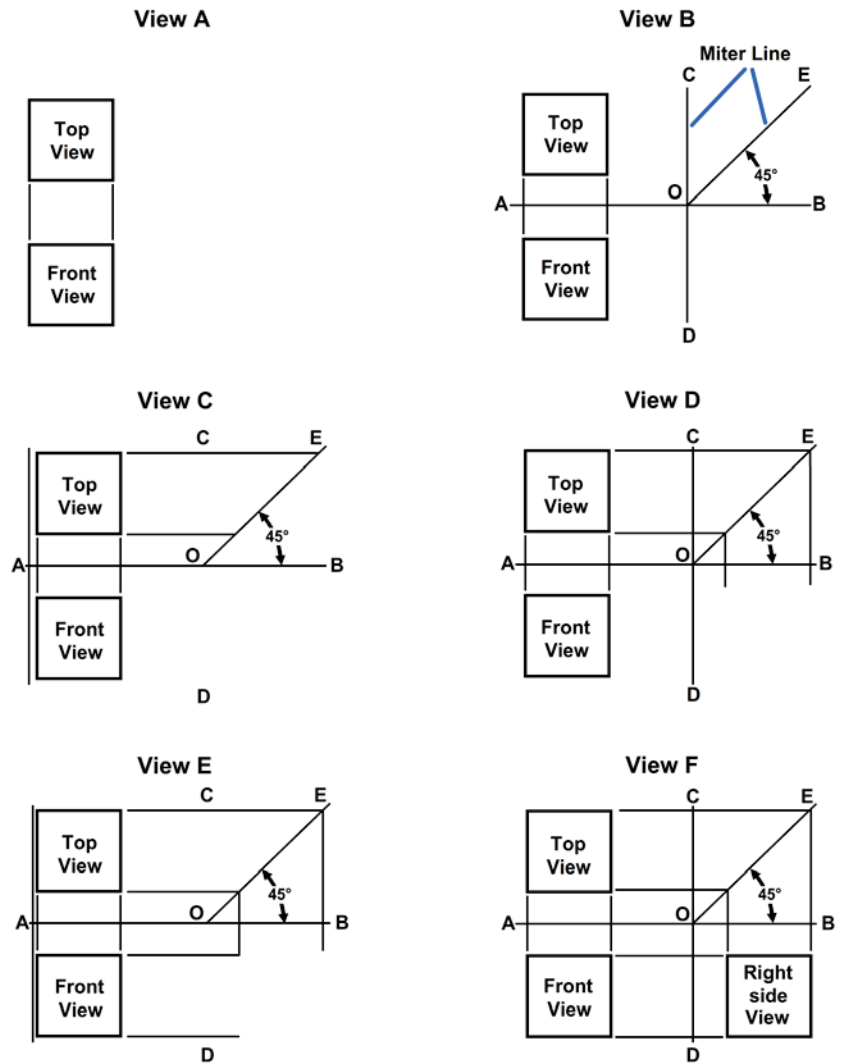 View A
Top
View
Front
View
View B
Miter Line
C
E
Top
View
45°
O
A
B
Front
View
D
View C
C
E
Top
View
45°
O
A
B
Front
View
D
View D
C
E
Top
View
45°
O
A
B
Front
View
D
View E
C
E
Top
View
45°
O
A
B
Front
View
D
View F
C
E
Top
View
45°
O
A
B
Front
View
Right
side
View
D